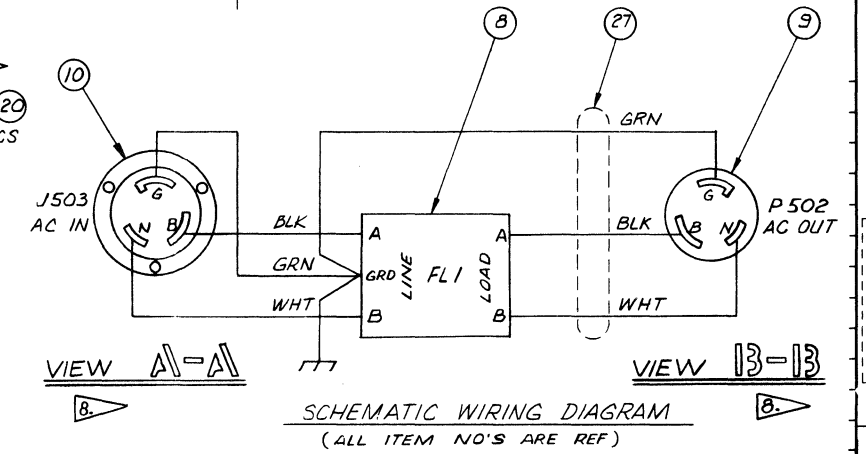 8
27
9
10
20
CS
GRN
J503
AC IN
G
N
B
BLK
GRN
WHT
A
GRD
B
LINE
FL1
LOAD
A
B
BLK
WHT
G
B
N
P502
AC OUT
VIEW A-A
8.
VIEW B-B
8.
SCHEMATIC WIRING DIAGRAM
(ALL ITEM NO'S ARE REF)